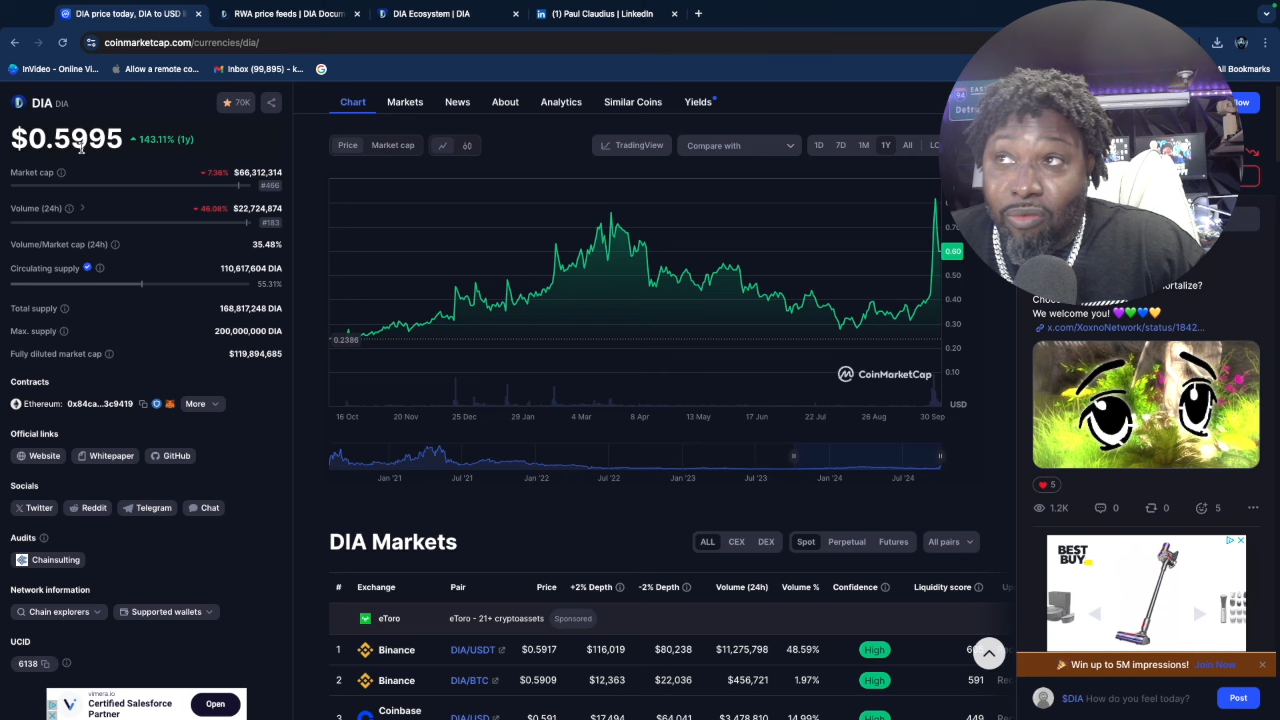 DIA price today, DIA to USD l
RWA price feeds | DIA Docum
DIA Ecosystem | DIA
(1) Paul Claudius | LinkedIn
coinmarketcap.com/currencies/dia/
InVideo - Online Vi...
Allow a remote co...
Inbox (99,895) - k...
All Bookmarks
DIA DIA
70K
$0.5995
143.11% (1y)
Market cap
7.36% $66,312,314
#466
Volume (24h)
46.08% $22,724,874
#183
Volume/Market cap (24h)
35.48%
Circulating supply
110,617,604 DIA
55.31%
Total supply
168,817,248 DIA
Max. supply
200,000,000 DIA
Fully diluted market cap
$119,894,685
Contracts
Ethereum: 0x84ca...3c9419
More
Official links
Website
Whitepaper
GitHub
Socials
Twitter
Reddit
Telegram
Chat
Audits
Chainsulting
Network information
Chain explorers
Supported wallets
UCID
6138
vimera.io
Certified Salesforce
Partner
Open
Chart
Markets
News
About
Analytics
Similar Coins
Yields
Price
Market cap
TradingView
Compare with
1D
7D
1M
1Y
All
0.60
0.50
0.40
0.30
0.20
0.10
0.2386
CoinMarketCap
16 Oct
20 Nov
25 Dec
29 Jan
4 Mar
8 Apr
13 May
17 Jun
22 Jul
26 Aug
30 Sep
USD
Jan '21
Jul '21
Jan '22
Jul '22
Jan '23
Jul '23
Jan '24
Jul '24
DIA Markets
ALL
CEX
DEX
Spot
Perpetual
Futures
All pairs
# Exchange Pair Price +2% Depth -2% Depth Volume (24h) Volume % Confidence Liquidity score
eToro eToro - 21+ cryptoassets Sponsored
1 Binance DIA/USDT $0.5917 $116,019 $80,238 $11,275,798 48.59% High
2 Binance DIA/BTC $0.5909 $12,363 $22,036 $456,721 1.97% High 591
3 Coinbase DIA/USD $0.591 $17,494 $64,041 $3,478,810 14.99% High 449
We welcome you! 💜💚💙💛
x.com/XoxnoNetwork/status/1842...
5
1.2K
0
0
5
BEST
BUY
🎉 Win up to 5M impressions! Join Now
$DIA How do you feel today?
Post